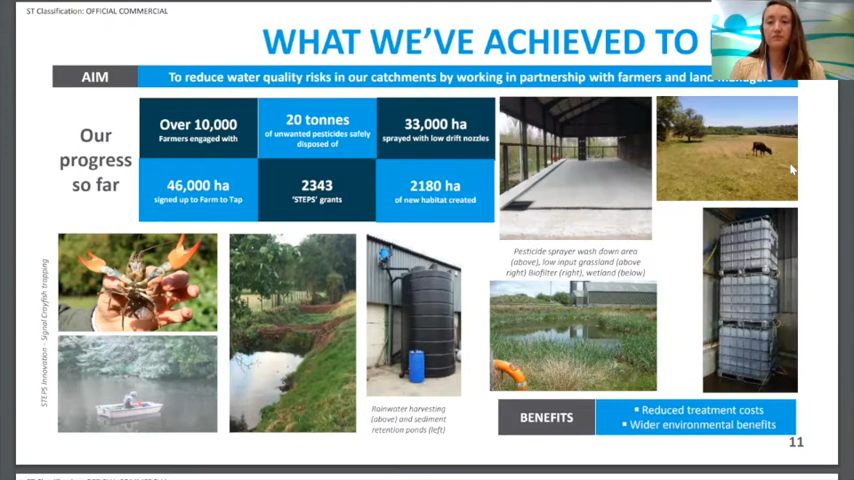 ST Classification: OFFICIAL COMMERCIAL
WHAT WE'VE ACHIEVED TO
AIM
To reduce water quality risks in our catchments by working in partnership with farmers and land
Our
progress
so far
Over 10,000
Farmers engaged with
20 tonnes
of unwanted pesticides safely
disposed of
33,000 ha
sprayed with low drift nozzles
46,000 ha
signed up to Farm to Tap
2343
'STEPS' grants
2180 ha
of new habitat created
Pesticide sprayer wash down area
(above), low input grassland (above
right) Biofilter (right), wetland (below)
STEPS Innovation - Signal Crayfish trapping
Rainwater harvesting
(above) and sediment
retention ponds (left)
BENEFITS
▪ Reduced treatment costs
▪ Wider environmental benefits
11
ST Classification: OFFICIAL COMMERCIAL